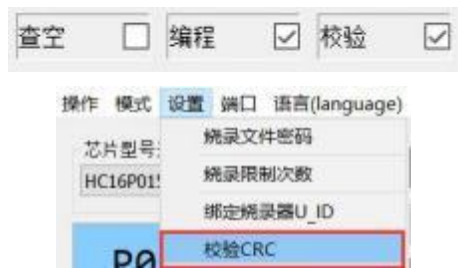 查空 编程 校验
操作 模式 设置 端口 语言(language)
芯片型号:
烧录文件密码
HC16P015
烧录限制次数
绑定烧录器U_ID
校验CRC
P0